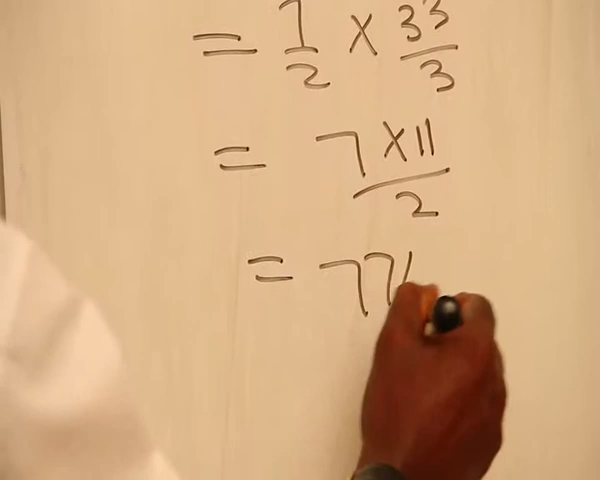 = 7/2 × 33/3
= 7 × 11/2
= 77/